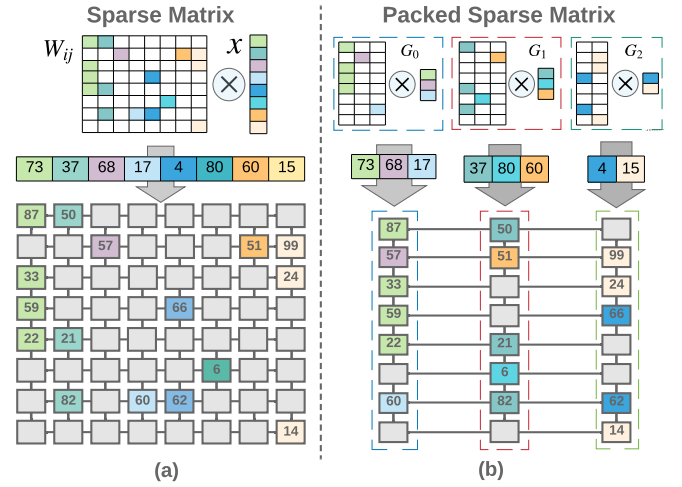 Sparse Matrix
W_ij x
73 37 68 17 4 80 60 15
87 50
57 51 99
33 24
59 66
22 21
6
82 60 62
14
(a)
Packed Sparse Matrix
G_0 G_1 G_2
73 68 17 37 80 60 4 15
87 50
57 51 99
33 24
59 66
22 21
6
60 82 62
14
(b)